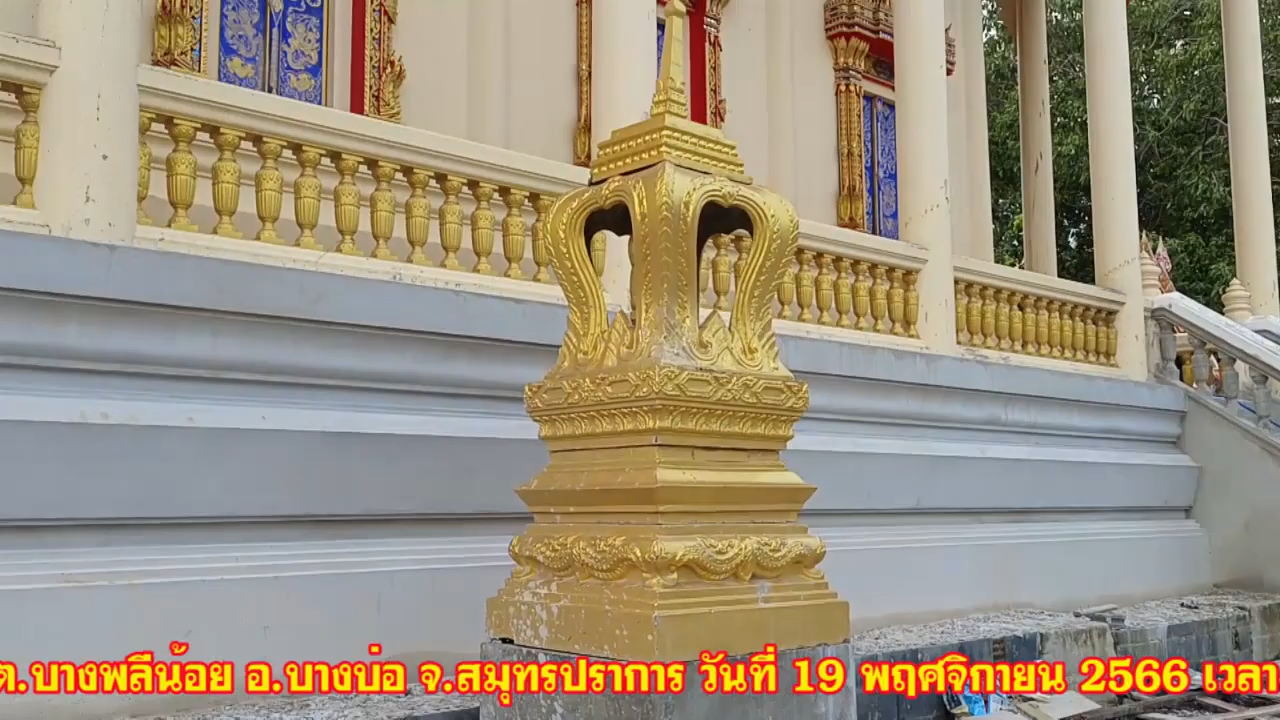 ต.บางพลีน้อย อ.บางบ่อ จ.สมุทรปราการ วันที่ 19 พฤศจิกายน 2566 เวลา